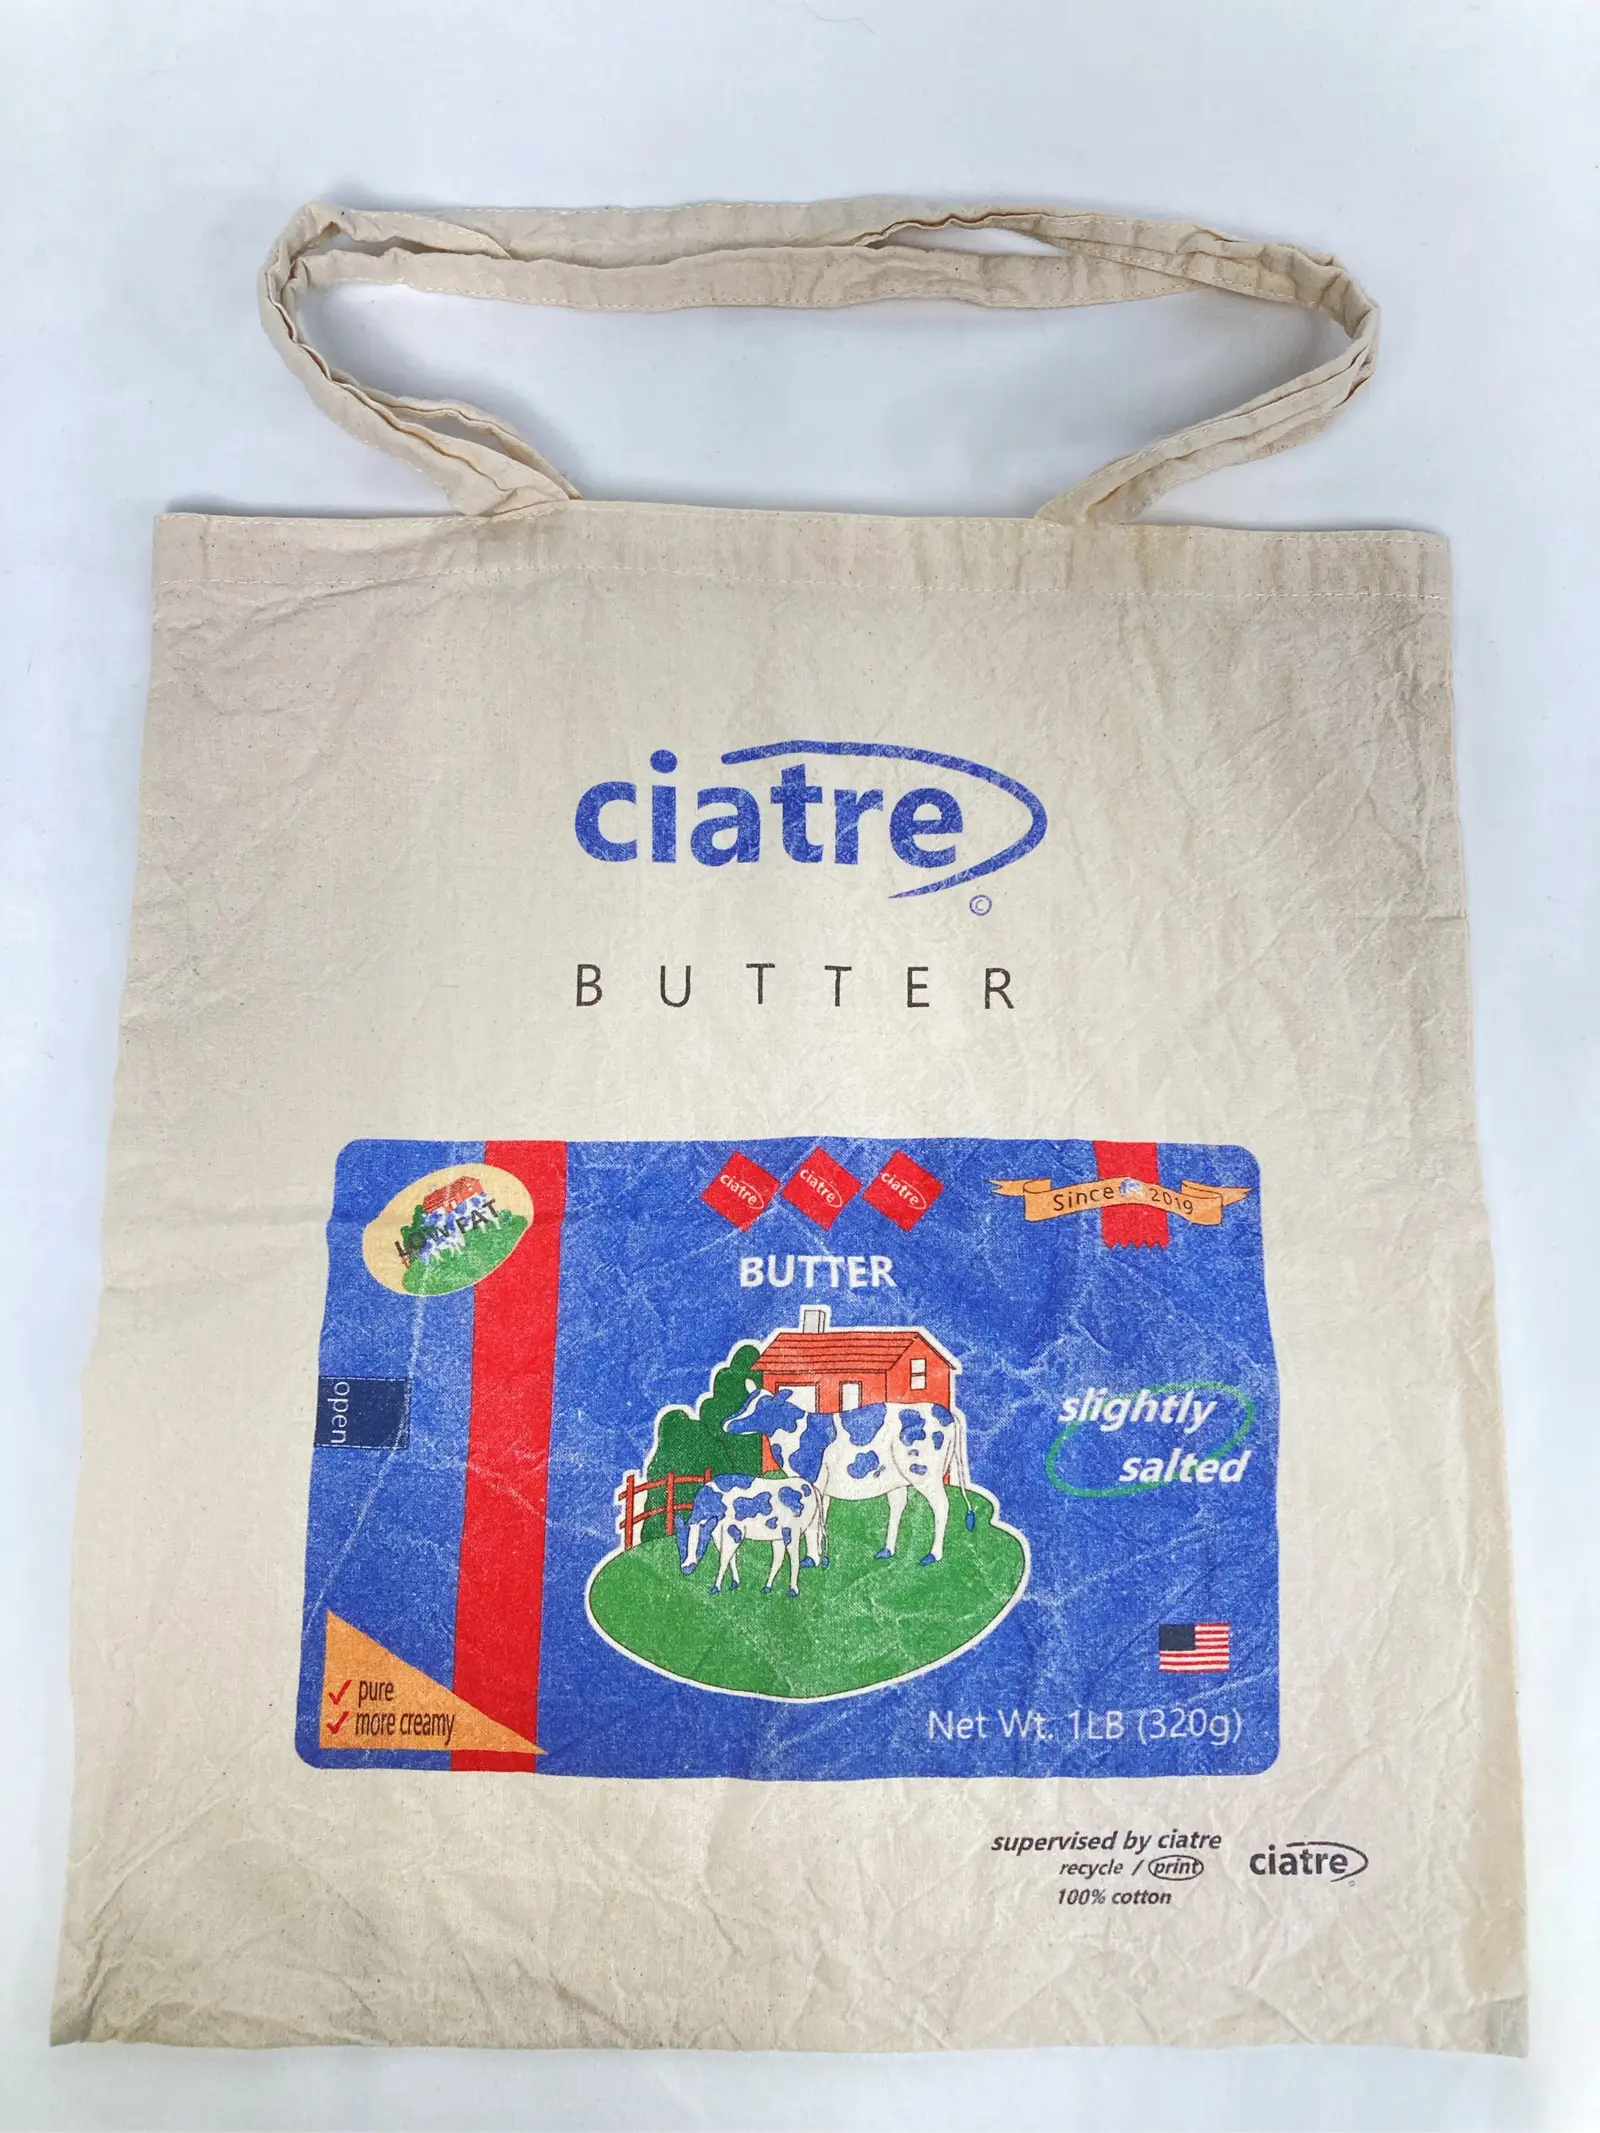 ciatre
©
BUTTER
LOW FAT
ciatre ciatre ciatre
Since 2019
BUTTER
open
slightly
salted
pure
more creamy
Net Wt. 1LB (320g)
supervised by ciatre
recycle / print
100% cotton
ciatre